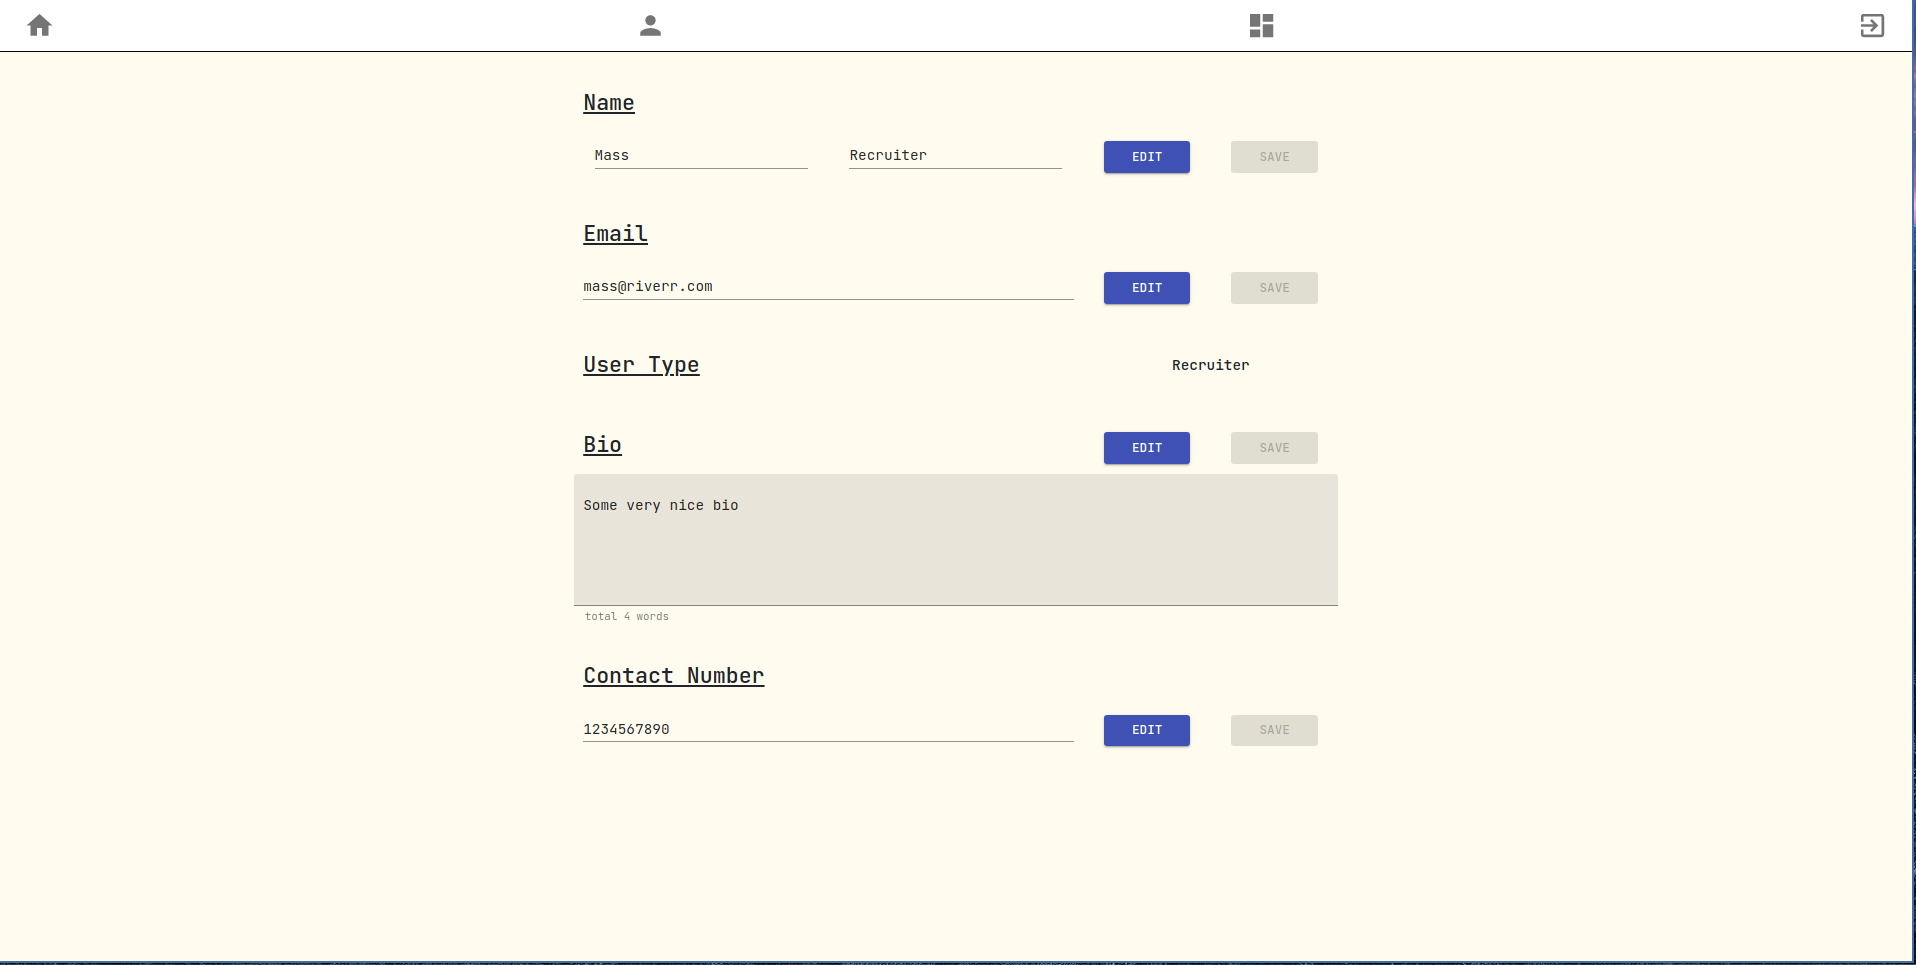 Name
Mass Recruiter EDIT SAVE
Email
mass@riverr.com EDIT SAVE
User Type Recruiter
Bio EDIT SAVE
Some very nice bio
total 4 words
Contact Number
1234567890 EDIT SAVE